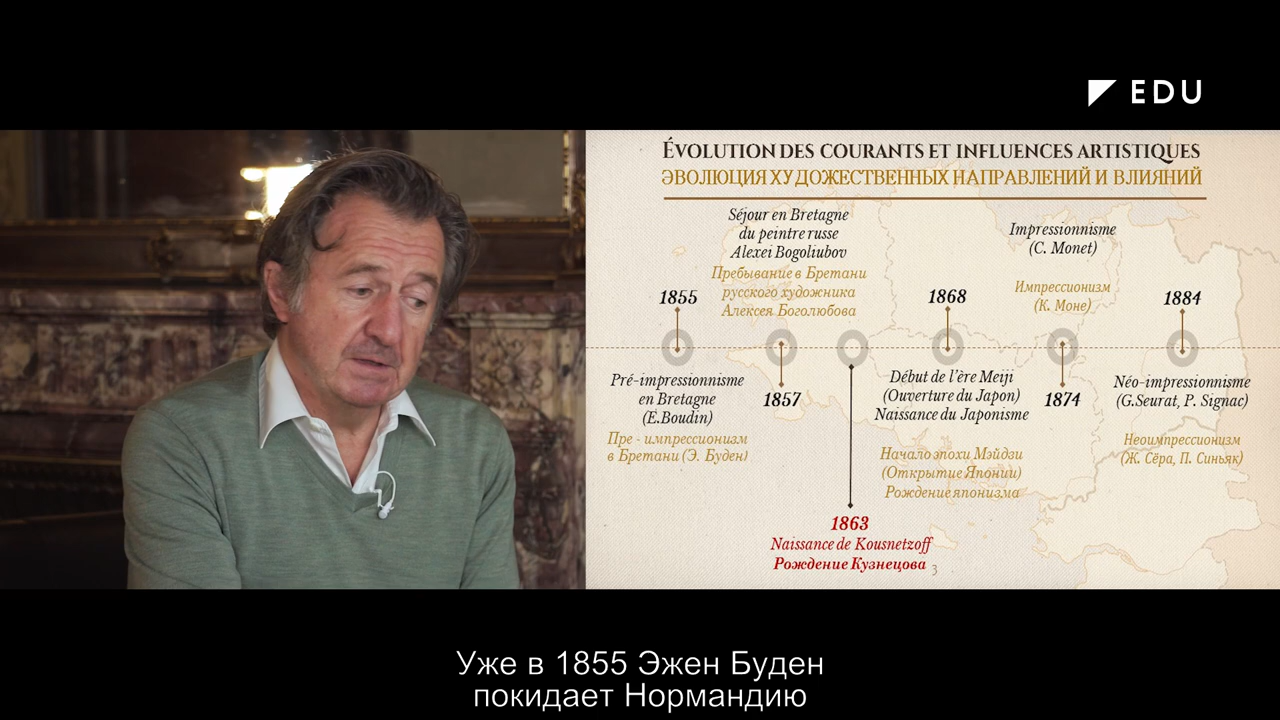 EDU
ÉVOLUTION DES COURANTS ET INFLUENCES ARTISTIQUES
ЭВОЛЮЦИЯ ХУДОЖЕСТВЕННЫХ НАПРАВЛЕНИЙ И ВЛИЯНИЙ
Séjour en Bretagne
du peintre russe
Alexei Bogoliubov
Пребывание в Бретани
русского художника
Алексея Боголюбова
Impressionnisme
(C. Monet)
Импрессионизм
(К. Моне)
1855
1868
1884
Pré-impressionnisme
en Bretagne
(E.Boudin)
Пре - импрессионизм
в Бретани (Э. Буден)
1857
Début de l'ère Meiji
(Ouverture du Japon)
Naissance du Japonisme
Начало эпохи Мэйдзи
(Открытие Японии)
Рождение японизма
1874
Néo-impressionnisme
(G.Seurat, P. Signac)
Неоимпрессионизм
(Ж. Сёра, П. Синьяк)
1863
Naissance de Kousnetzoff
Рождение Кузнецова
3
Уже в 1855 Эжен Буден
покидает Нормандию